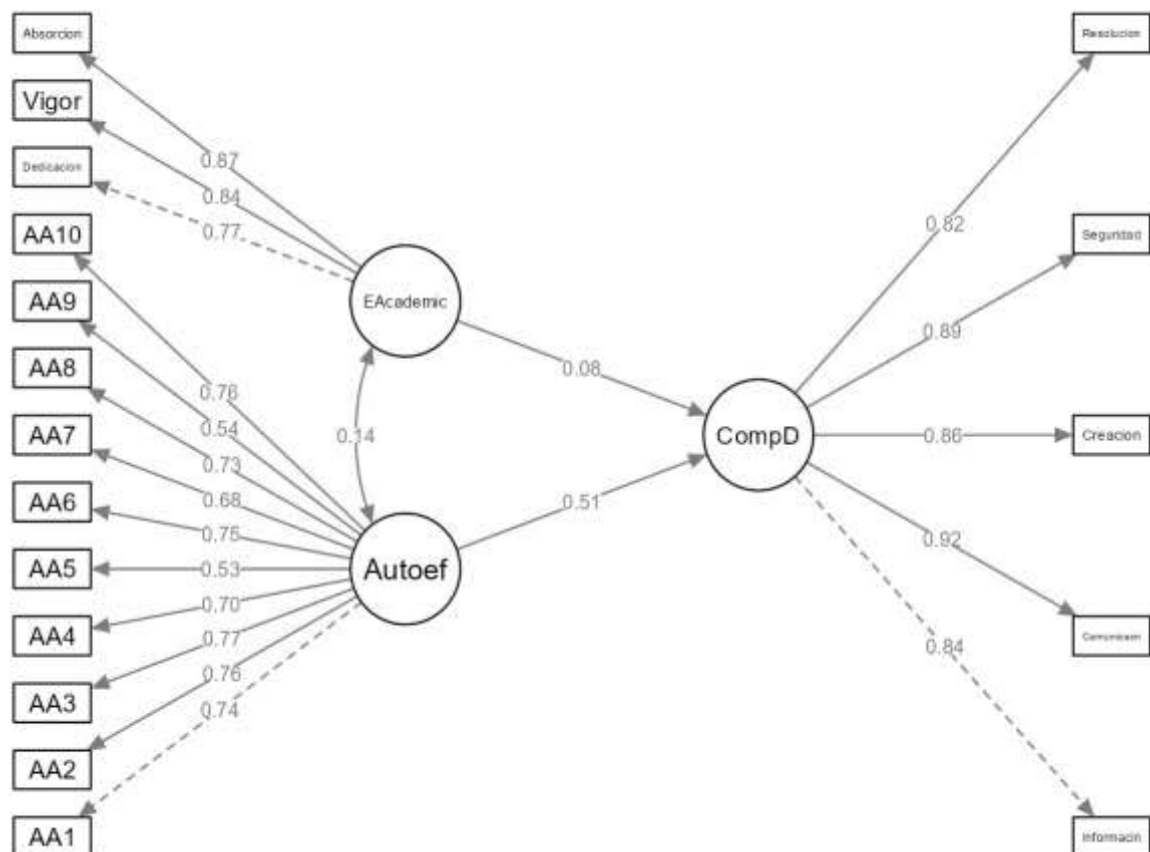 Absorcion
Vigor
Dedicacion
AA10
AA9
AA8
AA7
AA6
AA5
AA4
AA3
AA2
AA1
0.87
0.84
0.77
EAcademic
0.76
0.54
0.73
0.68
0.75
0.53
0.70
0.77
0.76
0.74
0.14
Autoef
0.08
0.51
CompD
0.82
0.89
0.86
0.92
0.84
Resolucion
Seguridad
Creacion
Informacin